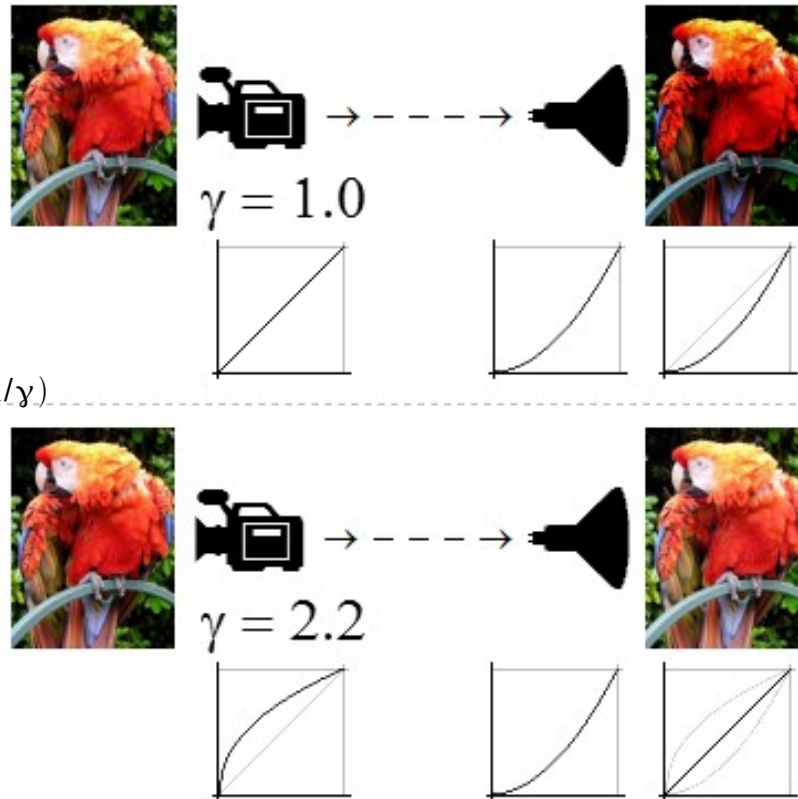 γ = 1.0
/γ)
γ = 2.2